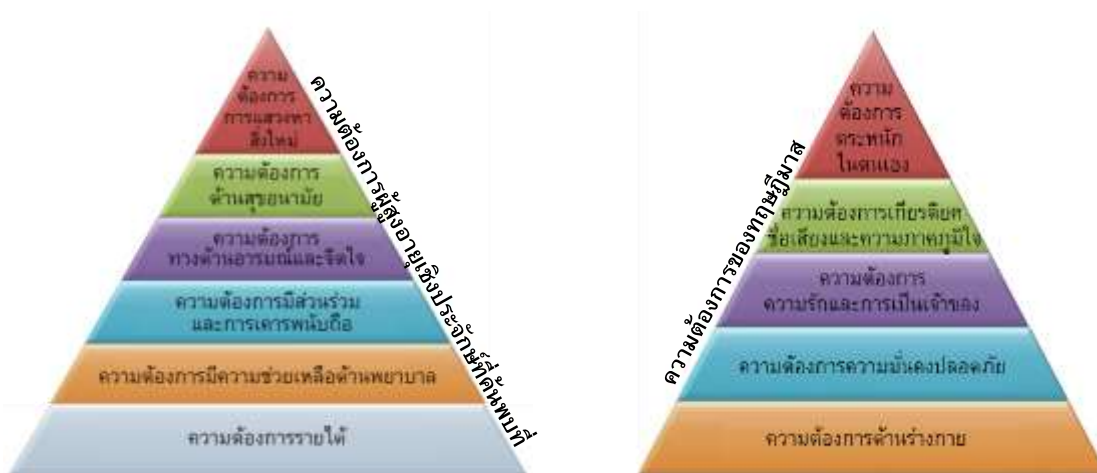 ความ
ต้องการ
การแสวงหา
สิ่งใหม่
ความต้องการ
ด้านสุขอนามัย
ความต้องการ
ทางด้านอารมณ์และจิตใจ
ความต้องการมีส่วนร่วม
และการเคารพนับถือ
ความต้องการมีความช่วยเหลือด้านพยาบาล
ความต้องการรายได้
ความต้องการผู้สูงอายุเชิงประจักษ์ที่ค้นพบที่
ความต้องการของทฤษฎีมาส
ความ
ต้องการ
ตระหนัก
ในตนเอง
ความต้องการเกียรติยศ
ชื่อเสียงและความภาคภูมิใจ
ความต้องการ
ความรักและการเป็นเจ้าของ
ความต้องการความมั่นคงปลอดภัย
ความต้องการด้านร่างกาย